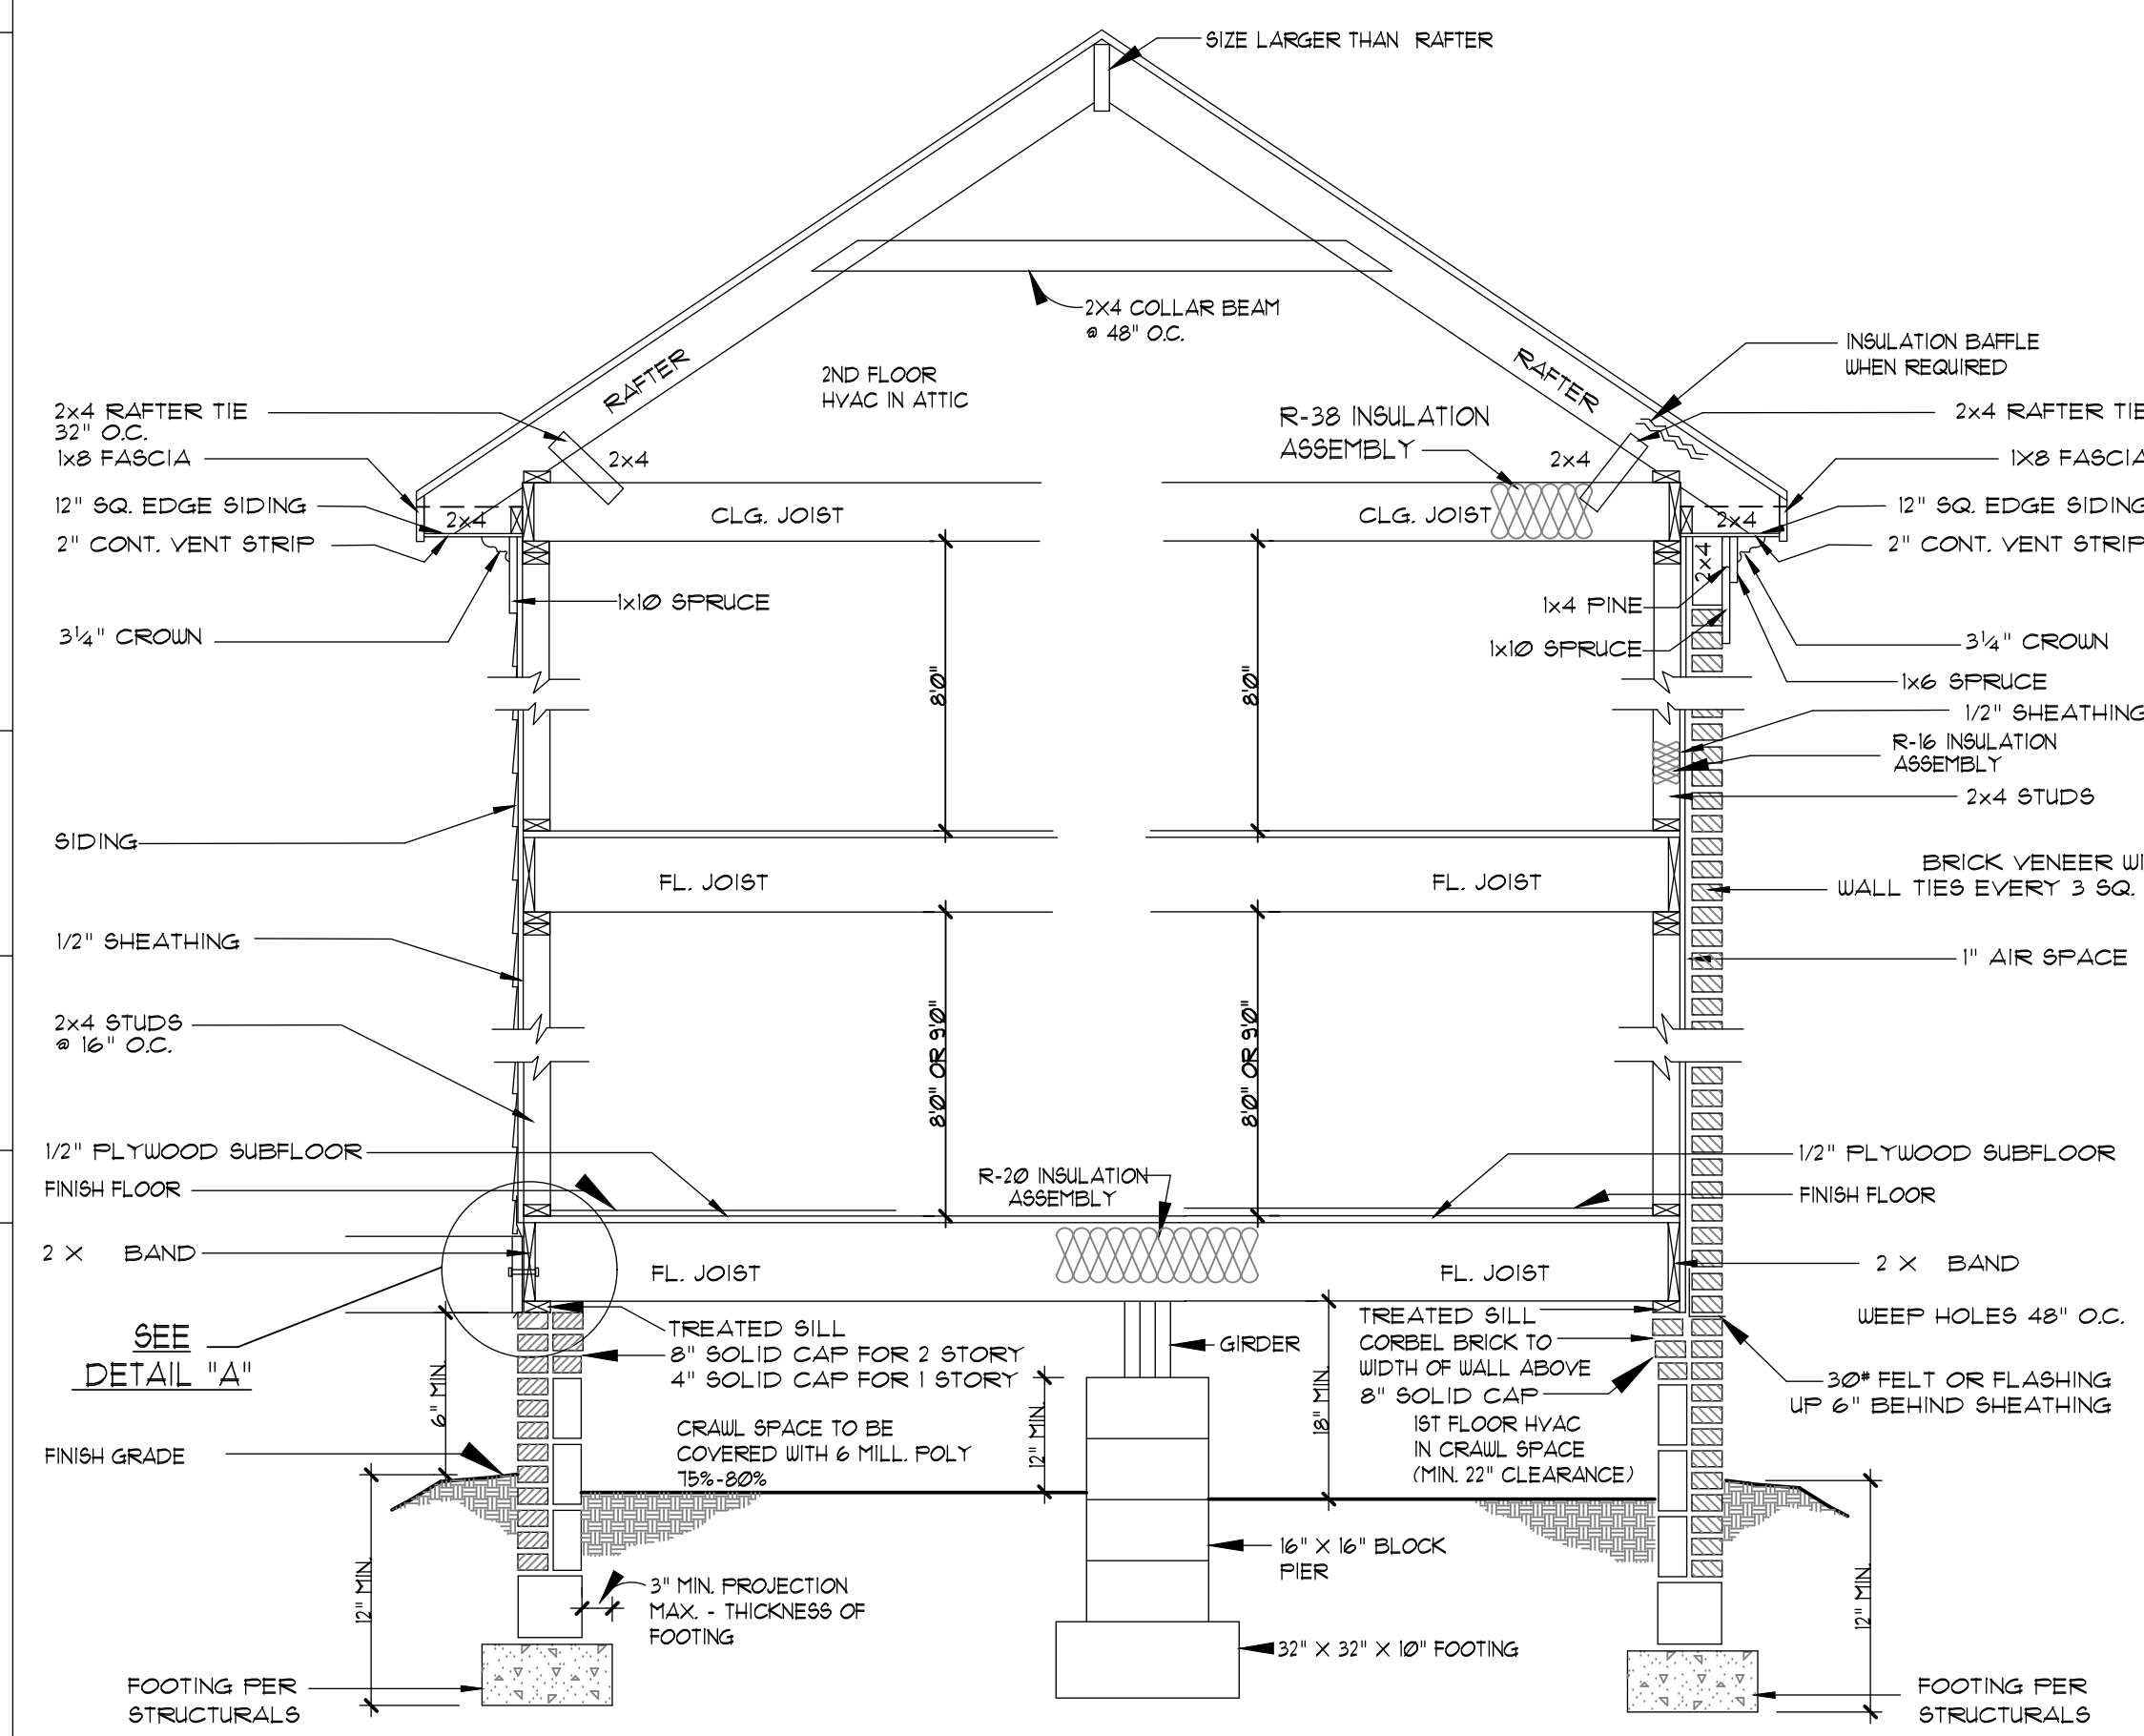 SIZE LARGER THAN RAFTER
2X4 COLLAR BEAM
@ 48" O.C.
INSULATION BAFFLE
WHEN REQUIRED
RAFTER
RAFTER
2ND FLOOR
HVAC IN ATTIC
2x4 RAFTER TIE
32" O.C.
2x4
R-38 INSULATION
ASSEMBLY
2x4
2x4 RAFTER TIE
1x8 FASCIA
1X8 FASCIA
12" SQ. EDGE SIDING
2x4
CLG. JOIST
CLG. JOIST
2x4
12" SQ. EDGE SIDING
2" CONT. VENT STRIP
2" CONT. VENT STRIP
2x4
1x10 SPRUCE
1x4 PINE
3¼" CROWN
1x10 SPRUCE
3¼" CROWN
8'0"
8'0"
1x6 SPRUCE
1/2" SHEATHING
R-16 INSULATION
ASSEMBLY
2x4 STUDS
SIDING
FL. JOIST
FL. JOIST
BRICK VENEER WI
WALL TIES EVERY 3 SQ.
1/2" SHEATHING
1" AIR SPACE
2x4 STUDS
@ 16" O.C.
8'0" OR 9'0"
8'0" OR 9'0"
1/2" PLYWOOD SUBFLOOR
1/2" PLYWOOD SUBFLOOR
R-20 INSULATION
ASSEMBLY
FINISH FLOOR
FINISH FLOOR
2 X BAND
FL. JOIST
FL. JOIST
2 X BAND
SEE
DETAIL "A"
TREATED SILL
8" SOLID CAP FOR 2 STORY
4" SOLID CAP FOR 1 STORY
GIRDER
TREATED SILL
CORBEL BRICK TO
WIDTH OF WALL ABOVE
8" SOLID CAP
WEEP HOLES 48" O.C.
30# FELT OR FLASHING
UP 6" BEHIND SHEATHING
6" MIN.
12" MIN.
18" MIN.
CRAWL SPACE TO BE
COVERED WITH 6 MILL. POLY
75%-80%
1ST FLOOR HVAC
IN CRAWL SPACE
(MIN. 22" CLEARANCE)
FINISH GRADE
16" X 16" BLOCK
PIER
12" MIN.
3" MIN. PROJECTION
MAX. - THICKNESS OF
FOOTING
12" MIN.
32" X 32" X 10" FOOTING
FOOTING PER
STRUCTURALS
FOOTING PER
STRUCTURALS